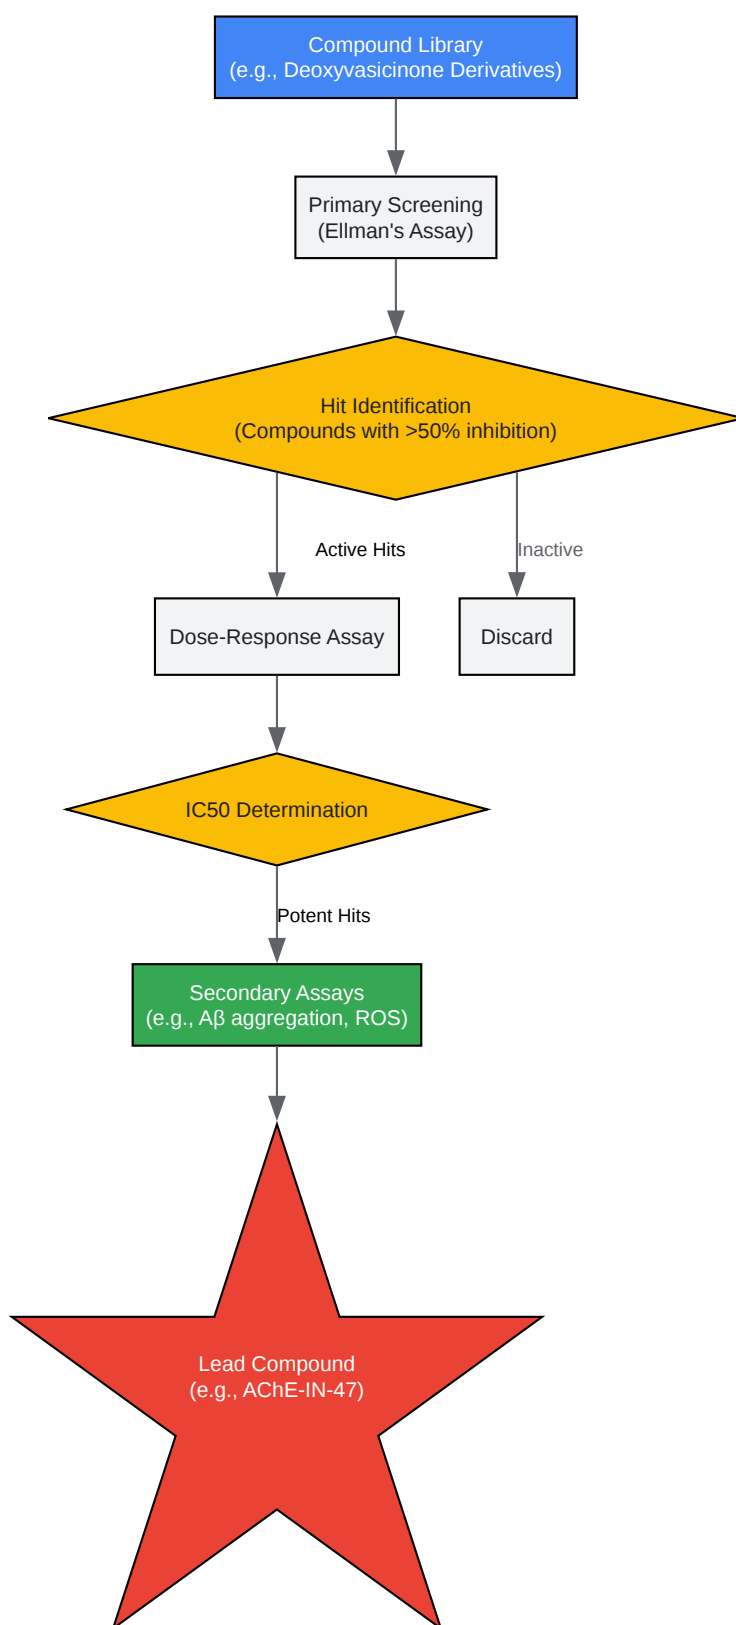 Compound Library
(e.g., Deoxyvasicinone Derivatives)
Primary Screening
(Ellman's Assay)
Hit Identification
(Compounds with >50% inhibition)
Active Hits
Inactive
Dose-Response Assay
Discard
IC50 Determination
Potent Hits
Secondary Assays
(e.g., Aβ aggregation, ROS)
Lead Compound
(e.g., AChE-IN-47)